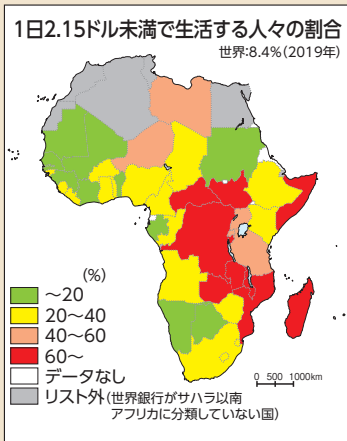 1日2.15ドル未満で生活する人々の割合
世界:8.4%(2019年)
(%)
～20
20～40
40～60
60～
データなし
リスト外(世界銀行がサハラ以南
アフリカに分類していない国)
0 500 1000km